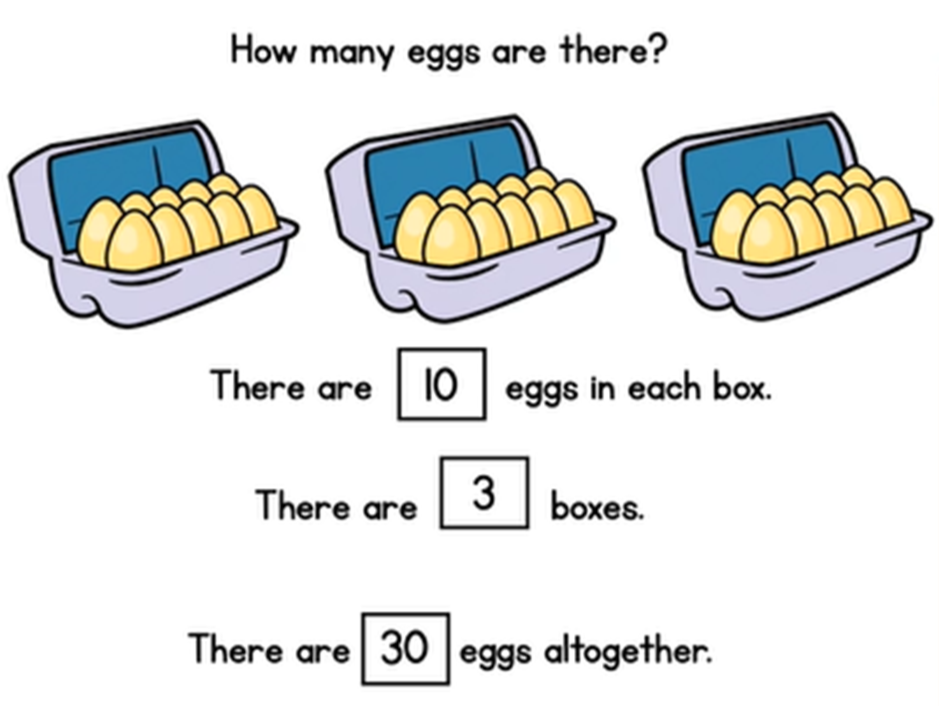 How many eggs are there?
There are 10 eggs in each box.
There are 3 boxes.
There are 30 eggs altogether.